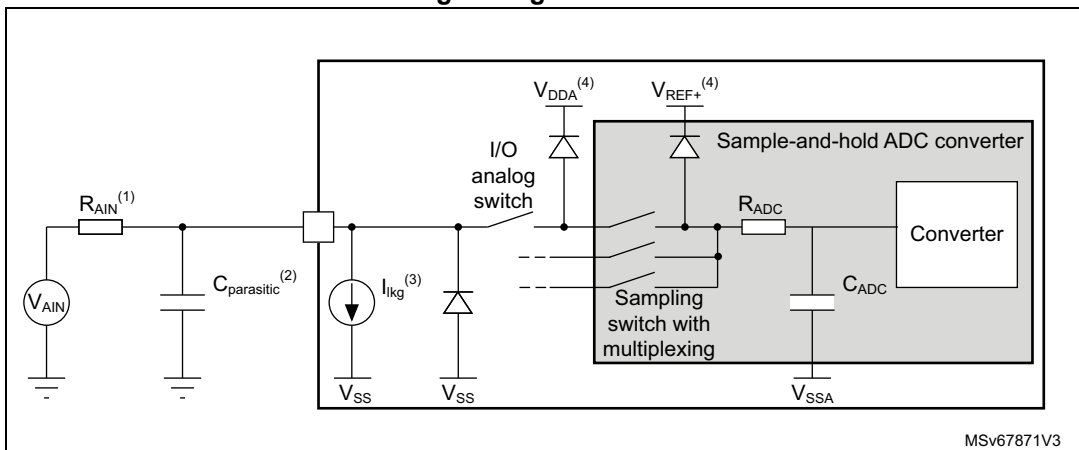 V_DDA^(4)
V_REF+^(4)
Sample-and-hold ADC converter
I/O
analog
switch
R_AIN^(1)
R_ADC
Converter
V_AIN
C_parasitic^(2)
I_lkg^(3)
C_ADC
Sampling
switch with
multiplexing
V_SS
V_SS
V_SSA
MSv67871V3